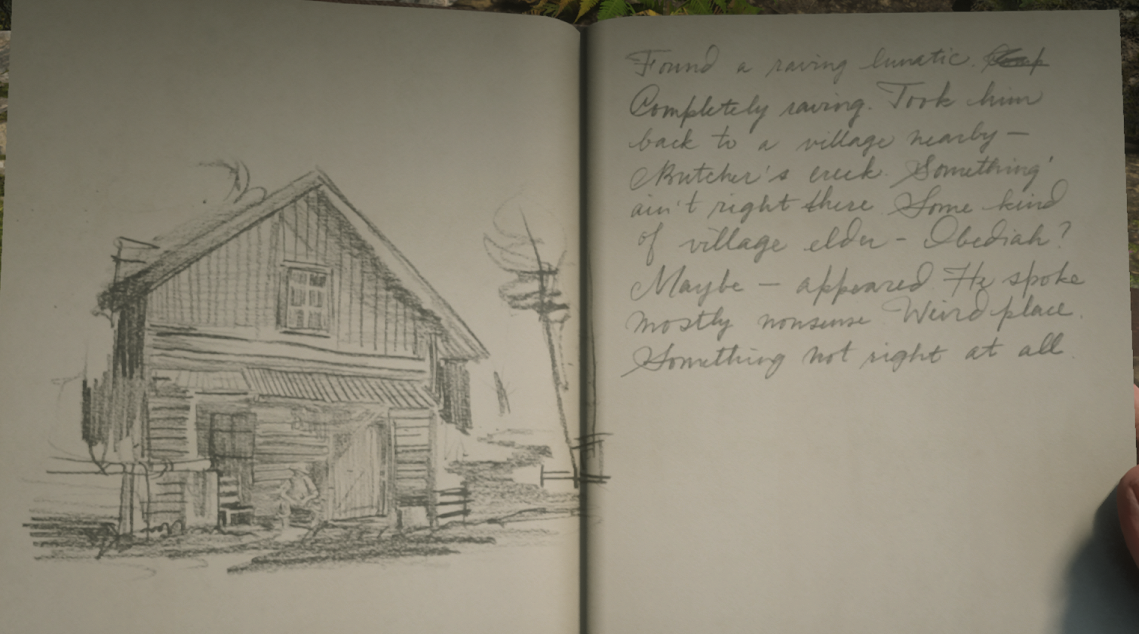 Found a raving lunatic.
Completely raving. Took him
back to a village nearby –
Butcher's creek. Something'
ain't right there. Some kind
of village elder – Obediah?
Maybe – appeared. He spoke
mostly nonsense. Weird place.
Something not right at all.